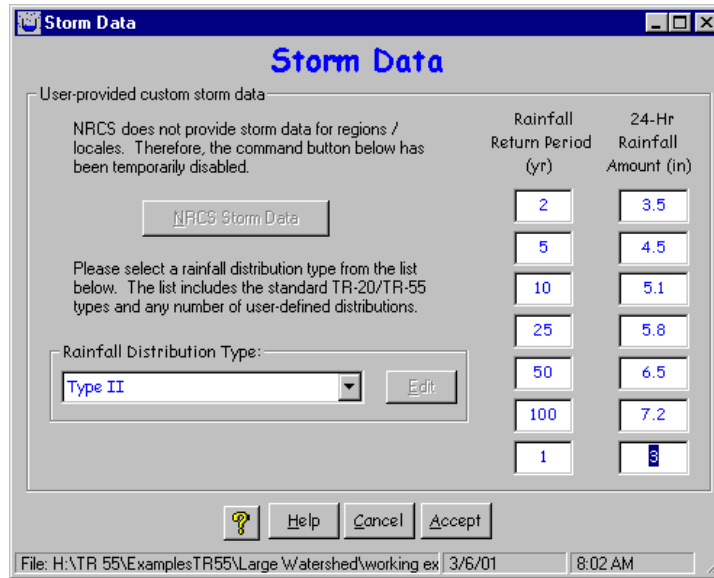 Storm Data
Storm Data
User-provided custom storm data
NRCS does not provide storm data for regions /
locales. Therefore, the command button below has
been temporarily disabled.
NRCS Storm Data
Please select a rainfall distribution type from the list
below. The list includes the standard TR-20/TR-55
types and any number of user-defined distributions.
Rainfall Distribution Type:
Type II
Edit
Rainfall
Return Period
(yr)
24-Hr
Rainfall
Amount (in)
2 3.5
5 4.5
10 5.1
25 5.8
50 6.5
100 7.2
1 3
? Help Cancel Accept
File: H:\TR 55\ExamplesTR55\Large Watershed\working ex 3/6/01 8:02 AM